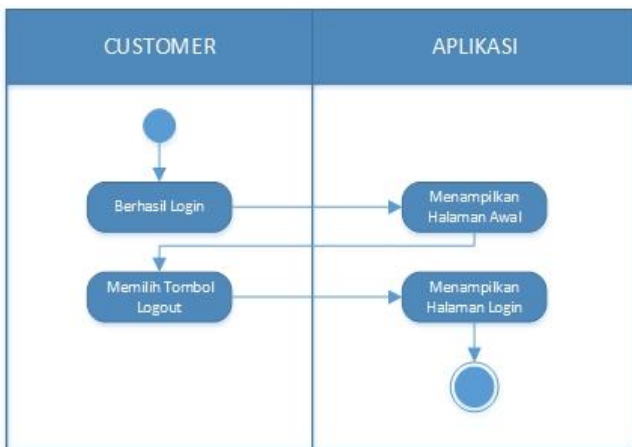 CUSTOMER
APLIKASI
Berhasil Login
Menampilkan
Halaman Awal
Memilih Tombol
Logout
Menampilkan
Halaman Login